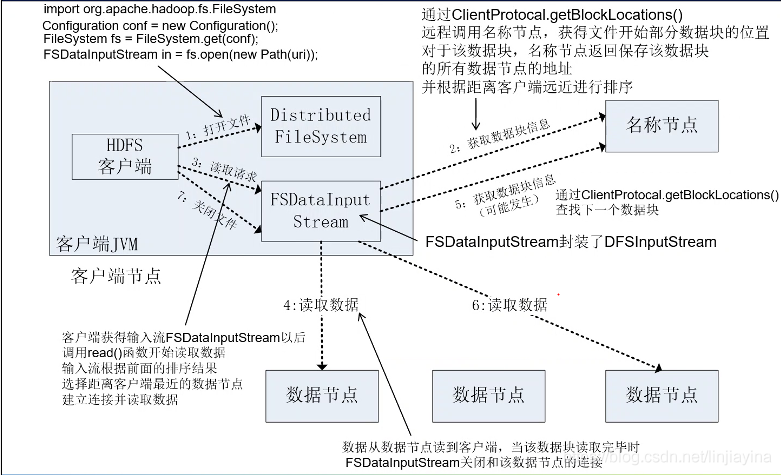 import org.apache.hadoop.fs.FileSystem
Configuration conf = new Configuration();
FileSystem fs = FileSystem.get(conf);
FSDataInputStream in = fs.open(new Path(uri));
通过ClientProtocal.getBlockLocations()
远程调用名称节点，获得文件开始部分数据块的位置
对于该数据块，名称节点返回保存该数据块
的所有数据节点的地址
并根据距离客户端远近进行排序
1：打开文件
Distributed
FileSystem
HDFS
客户端
2：获取数据块信息
名称节点
3：读取请求
7：关闭文件
FSDataInput
Stream
5：获取数据块信息
（可能发生）
通过ClientProtocal.getBlockLocations()
查找下一个数据块
FSDataInputStream封装了DFSInputStream
客户端JVM
客户端节点
4:读取数据
6:读取数据
客户端获得输入流FSDataInputStream以后
调用read()函数开始读取数据
输入流根据前面的排序结果
选择距离客户端最近的数据节点
建立连接并读取数据
数据节点
数据节点
数据节点
数据从数据节点读到客户端，当该数据块读取完毕时
FSDataInputStream关闭和该数据节点的连接
blog.csdn.net/linjiayina